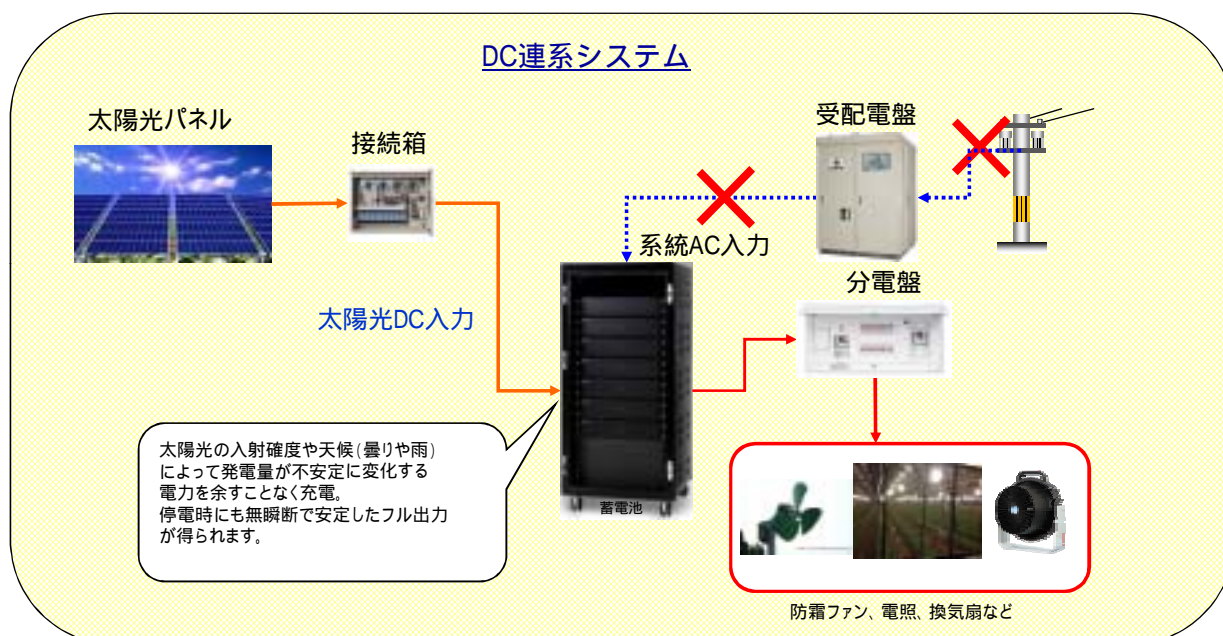 DC連系システム
太陽光パネル
接続箱
受配電盤
系統AC入力
分電盤
太陽光DC入力
太陽光の入射確度や天候(曇りや雨)
によって発電量が不安定に変化する
電力を余すことなく充電。
停電時にも無瞬断で安定したフル出力
が得られます。
蓄電池
防霜ファン、電照、換気扇など